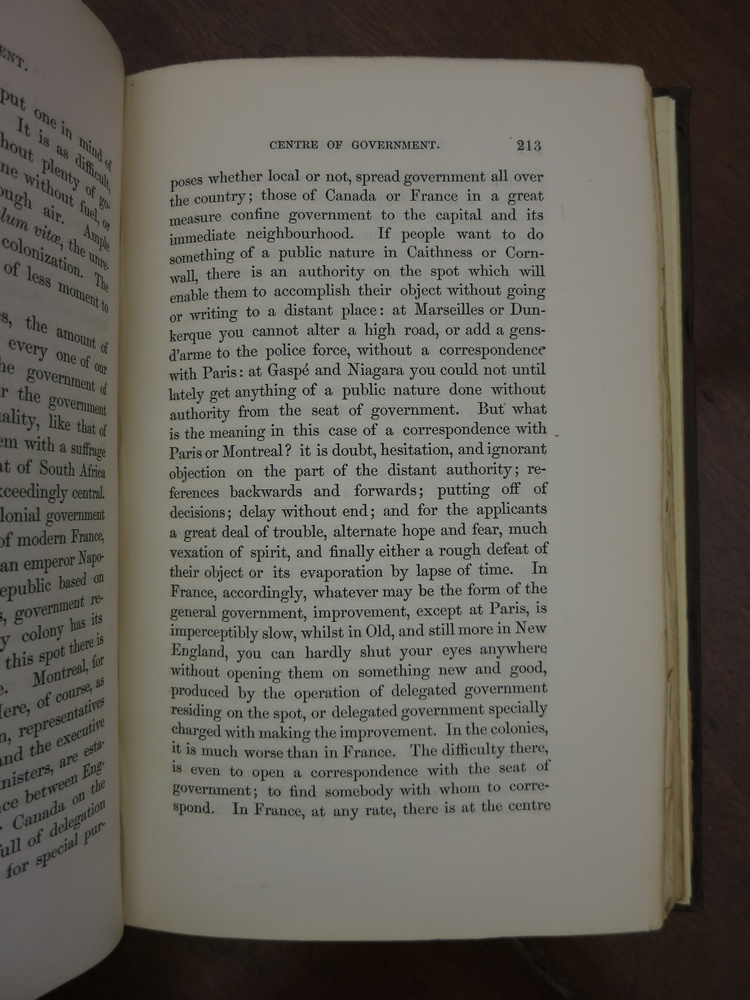 ENT.
put one in mind of
It is as difficult,
hout plenty of go-
ne without fuel, or
ough air. Ample
lum vitæ, the unre-
colonization. The
of less moment to
s, the amount of
every one of our
he government of
r the government
ality, like that of
em with a suffrage
at of South Africa
xceedingly central.
lonial government
of modern France,
an emperor Napo-
epublic based on
s, government re-
y colony has its
this spot there is
e. Montreal, for
Here, of course, as
n, representatives
and the executive
nisters, are esta-
ce between Eng-
Canada on the
full of delegation
for special pur-
CENTRE OF GOVERNMENT. 213
poses whether local or not, spread government all over
the country; those of Canada or France in a great
measure confine government to the capital and its
immediate neighbourhood. If people want to do
something of a public nature in Caithness or Corn-
wall, there is an authority on the spot which will
enable them to accomplish their object without going
or writing to a distant place: at Marseilles or Dun-
kerque you cannot alter a high road, or add a gens-
d'arme to the police force, without a correspondence
with Paris: at Gaspé and Niagara you could not until
lately get anything of a public nature done without
authority from the seat of government. But what
is the meaning in this case of a correspondence with
Paris or Montreal? it is doubt, hesitation, and ignorant
objection on the part of the distant authority; re-
ferences backwards and forwards; putting off of
decisions; delay without end; and for the applicants
a great deal of trouble, alternate hope and fear, much
vexation of spirit, and finally either a rough defeat of
their object or its evaporation by lapse of time. In
France, accordingly, whatever may be the form of the
general government, improvement, except at Paris, is
imperceptibly slow, whilst in Old, and still more in New
England, you can hardly shut your eyes anywhere
without opening them on something new and good,
produced by the operation of delegated government
residing on the spot, or delegated government specially
charged with making the improvement. In the colonies,
it is much worse than in France. The difficulty there,
is even to open a correspondence with the seat of
government; to find somebody with whom to corre-
spond. In France, at any rate, there is at the centre